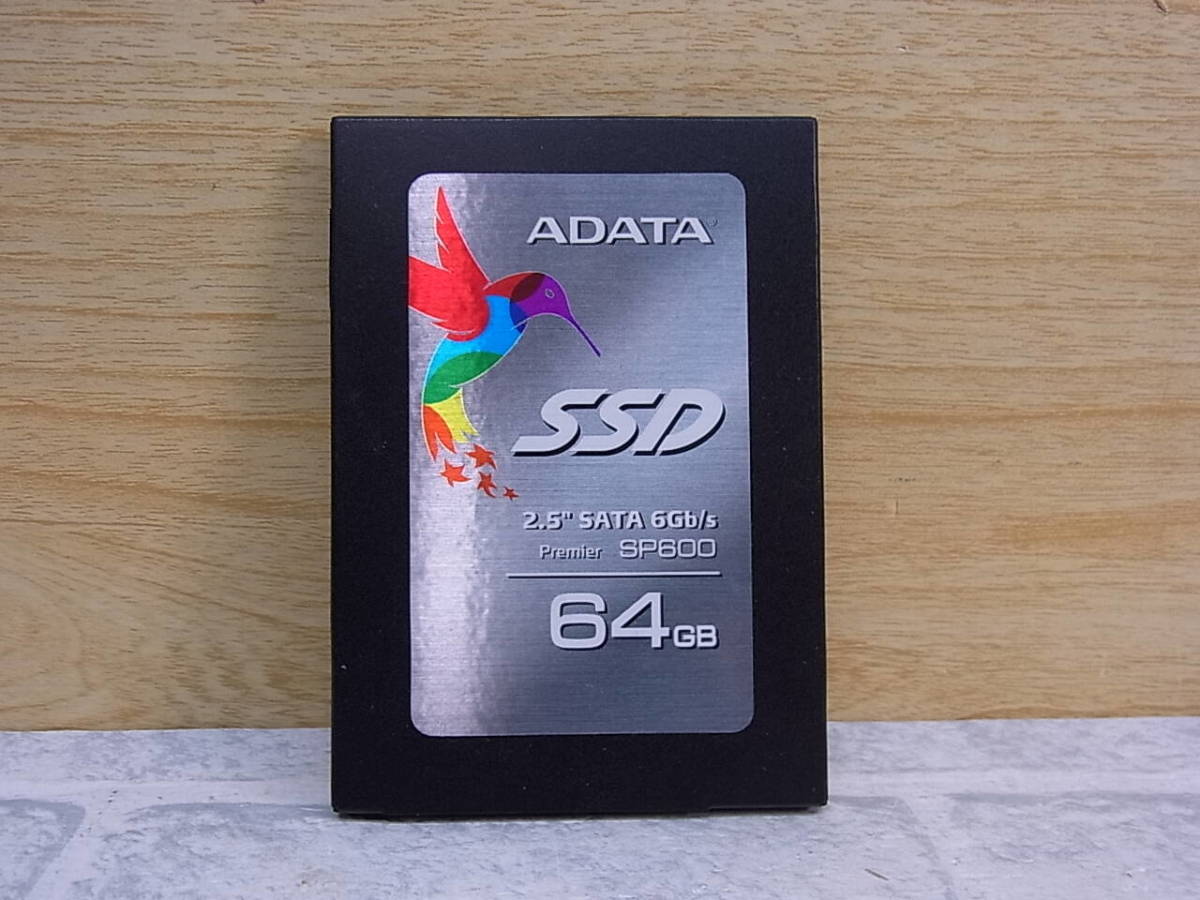 ADATA
SSD
2.5" SATA 6Gb/s
Premier SP600
64GB